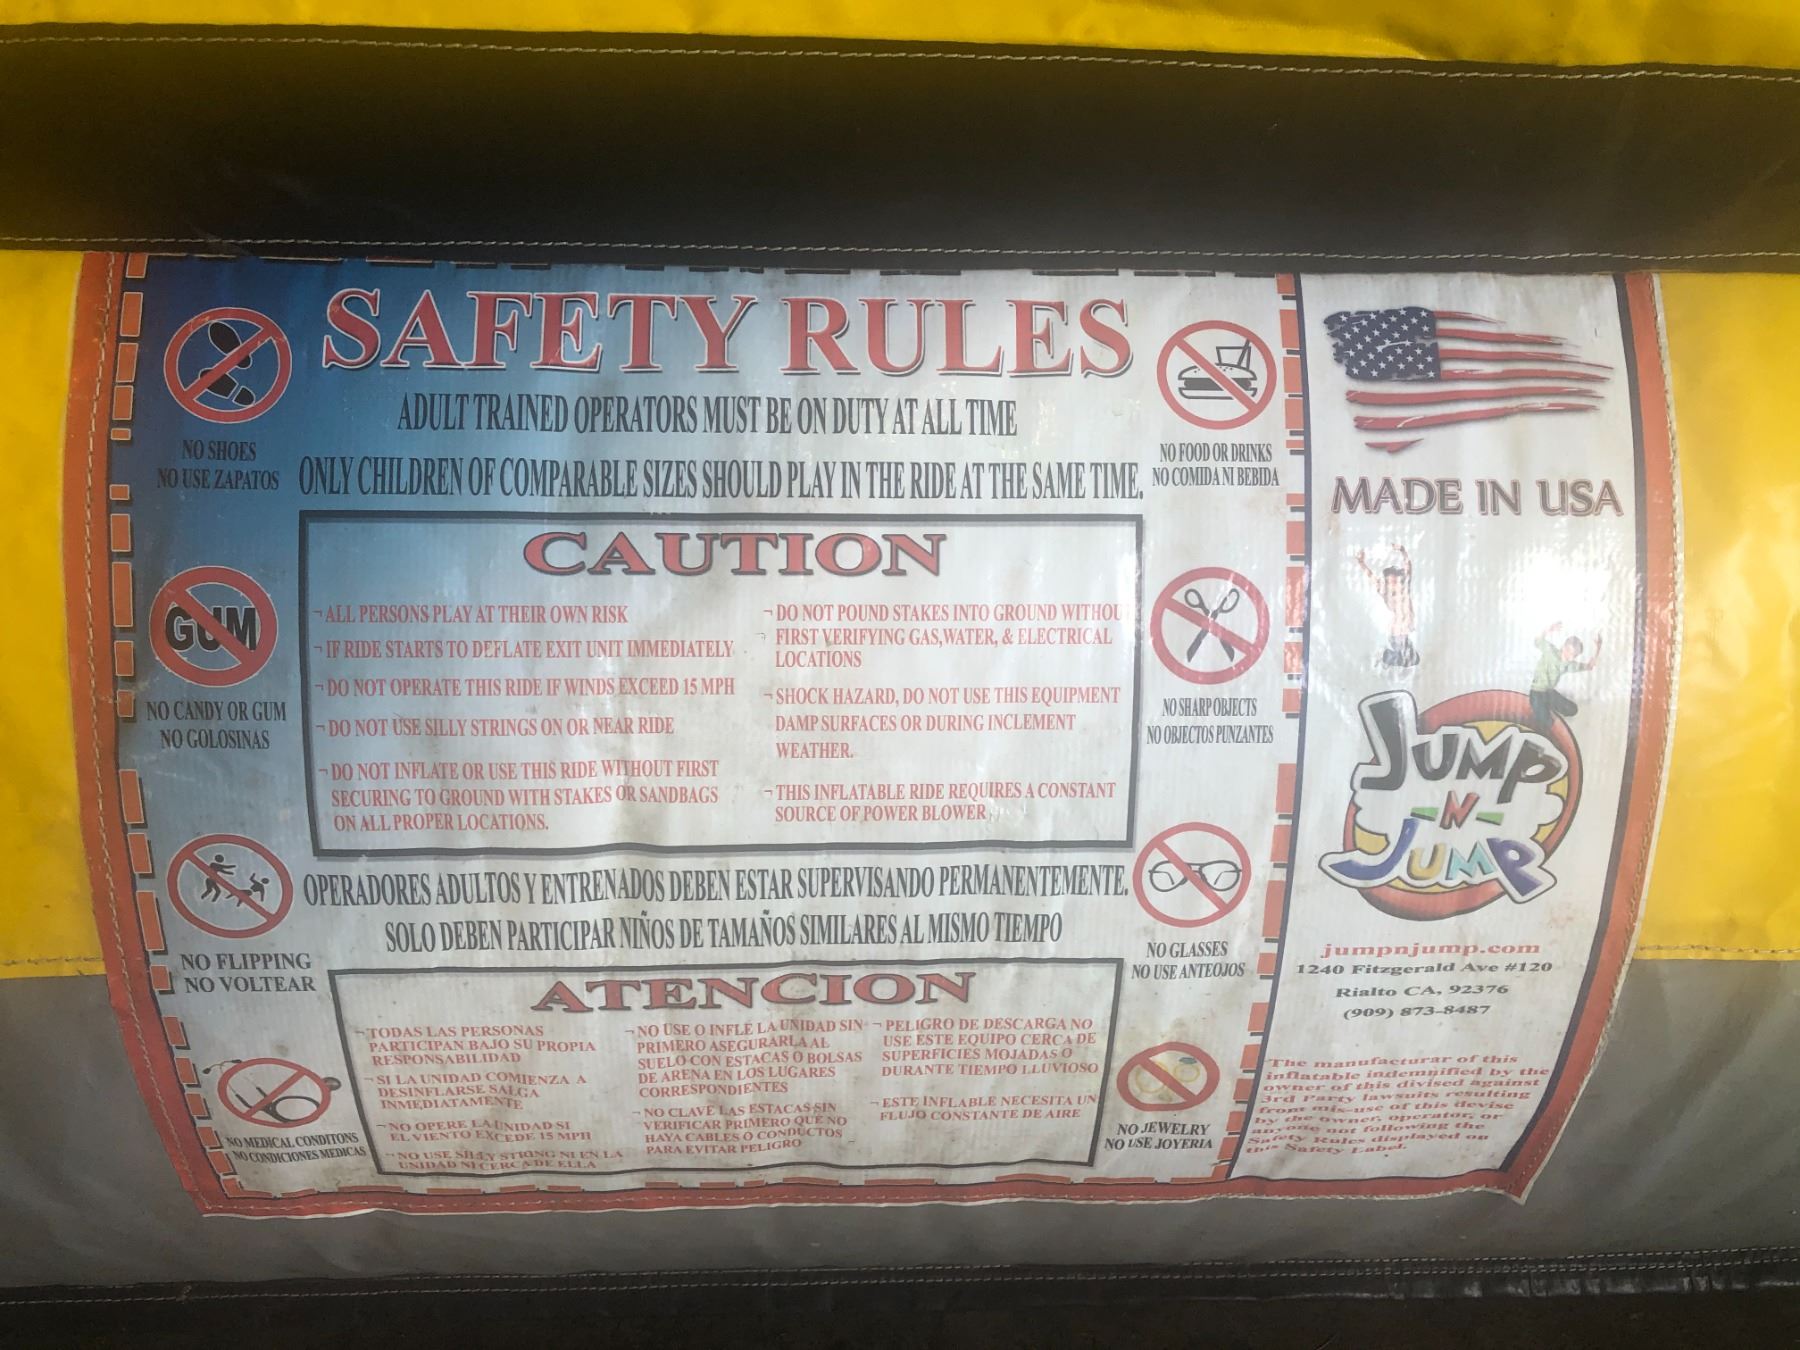 SAFETY RULES
ADULT TRAINED OPERATORS MUST BE ON DUTY AT ALL TIME
ONLY CHILDREN OF COMPARABLE SIZES SHOULD PLAY IN THE RIDE AT THE SAME TIME.
NO SHOES
NO USE ZAPATOS
GUM
NO CANDY OR GUM
NO GOLOSINAS
NO FLIPPING
NO VOLTEAR
NO MEDICAL CONDITONS
NO CONDICIONES MEDICAS
CAUTION
¬ ALL PERSONS PLAY AT THEIR OWN RISK
¬ IF RIDE STARTS TO DEFLATE EXIT UNIT IMMEDIATELY
¬ DO NOT OPERATE THIS RIDE IF WINDS EXCEED 15 MPH
¬ DO NOT USE SILLY STRINGS ON OR NEAR RIDE
¬ DO NOT INFLATE OR USE THIS RIDE WITHOUT FIRST
SECURING TO GROUND WITH STAKES OR SANDBAGS
ON ALL PROPER LOCATIONS.
¬ DO NOT POUND STAKES INTO GROUND WITHOU
¬ FIRST VERIFYING GAS, WATER, & ELECTRICAL
LOCATIONS
¬ SHOCK HAZARD, DO NOT USE THIS EQUIPMENT
DAMP SURFACES OR DURING INCLEMENT
WEATHER.
¬ THIS INFLATABLE RIDE REQUIRES A CONSTANT
SOURCE OF POWER BLOWER
OPERADORES ADULTOS Y ENTRENADOS DEBEN ESTAR SUPERVISANDO PERMANENTEMENTE.
SOLO DEBEN PARTICIPAR NIÑOS DE TAMAÑOS SIMILARES AL MISMO TIEMPO
ATENCION
¬ TODAS LAS PERSONAS
PARTICIPAN BAJO SU PROPIA
RESPONSABILIDAD
¬ SI LA UNIDAD COMIENZA A
DESINFLARSE SALGA
INMEDIATAMENTE
¬ NO OPERE LA UNIDAD SI
EL VIENTO EXCEDE 15 MPH
¬ NO USE SILLY STRING NI EN LA
UNIDAD NI CERCA DE ELLA
¬ NO USE O INFLE LA UNIDAD SIN
PRIMERO ASEGURARLA AL
SUELO CON ESTACAS O BOLSAS
DE ARENA EN LOS LUGARES
CORRESPONDIENTES
¬ NO CLAVE LAS ESTACAS SIN
VERIFICAR PRIMERO QUE NO
HAYA CABLES O CONDUCTOS
PARA EVITAR PELIGRO
¬ PELIGRO DE DESCARGA NO
USE ESTE EQUIPO CERCA DE
SUPERFICIES MOJADAS O
DURANTE TIEMPO LLUVIOSO
¬ ESTE INFLABLE NECESITA UN
FLUJO CONSTANTE DE AIRE
NO FOOD OR DRINKS
NO COMIDA NI BEBIDA
NO SHARP OBJECTS
NO OBJECTOS PUNZANTES
NO GLASSES
NO USE ANTEOJOS
NO JEWELRY
NO USE JOYERIA
MADE IN USA
JUMP
-N-
JUMP
jumpnjump.com
1240 Fitzgerald Ave #120
Rialto CA, 92376
(909) 873-8487
The manufacturar of this
inflatable indemnified by the
owner of this divised against
3rd Party lawsuits resulting
from mis-use of this devise
by the owner, operator, or
anyone not following the
Safety Rules displayed on
this Safety Label.